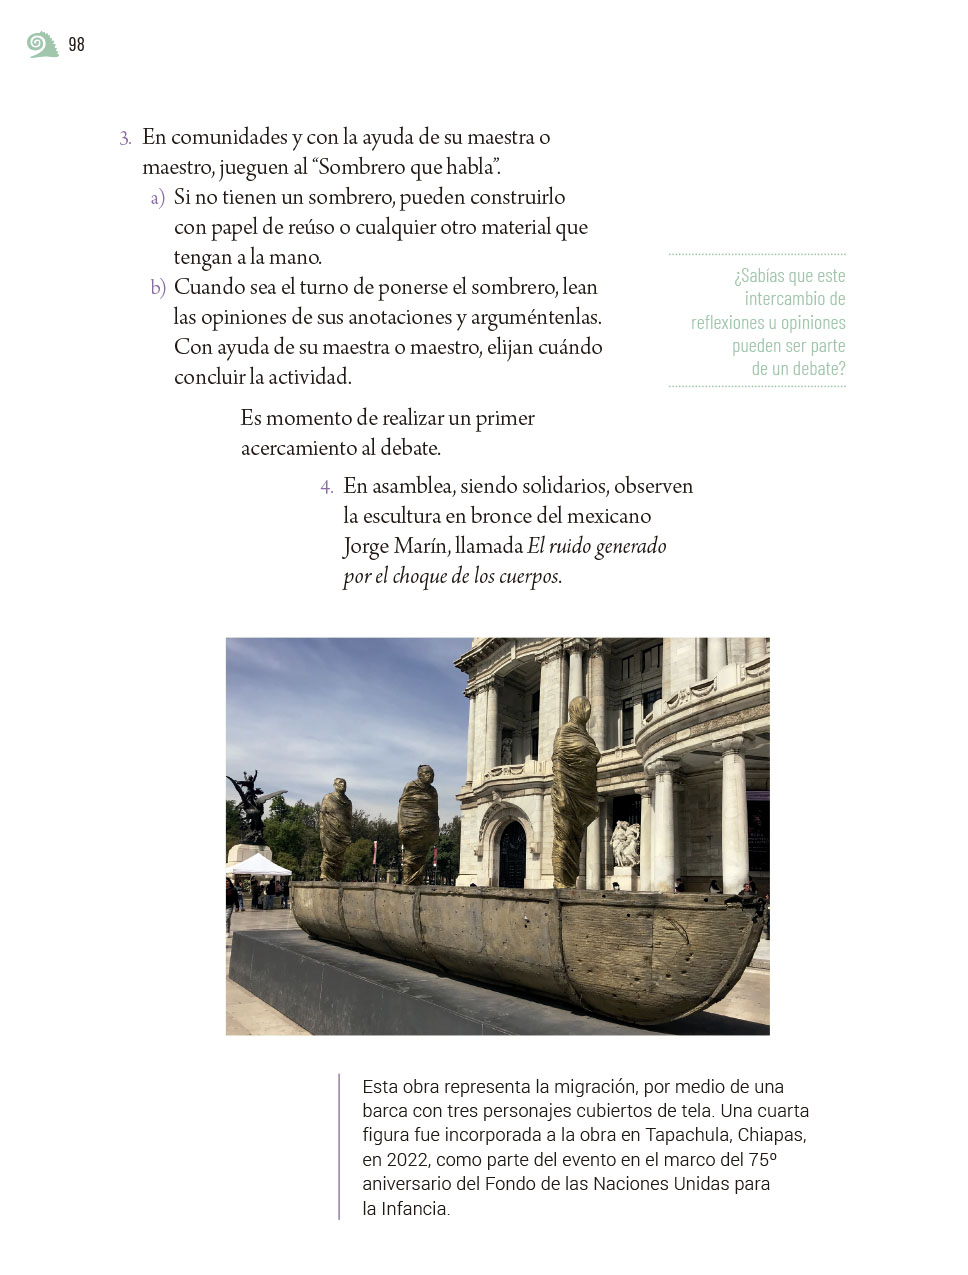 98
3. En comunidades y con la ayuda de su maestra o
maestro, jueguen al “Sombrero que habla”.
a) Si no tienen un sombrero, pueden construirlo
con papel de reúso o cualquier otro material que
tengan a la mano.
b) Cuando sea el turno de ponerse el sombrero, lean
las opiniones de sus anotaciones y arguméntenlas.
Con ayuda de su maestra o maestro, elijan cuándo
concluir la actividad.
¿Sabías que este
intercambio de
reflexiones u opiniones
pueden ser parte
de un debate?
Es momento de realizar un primer
acercamiento al debate.
4. En asamblea, siendo solidarios, observen
la escultura en bronce del mexicano
Jorge Marín, llamada El ruido generado
por el choque de los cuerpos.
Esta obra representa la migración, por medio de una
barca con tres personajes cubiertos de tela. Una cuarta
figura fue incorporada a la obra en Tapachula, Chiapas,
en 2022, como parte del evento en el marco del 75º
aniversario del Fondo de las Naciones Unidas para
la Infancia.